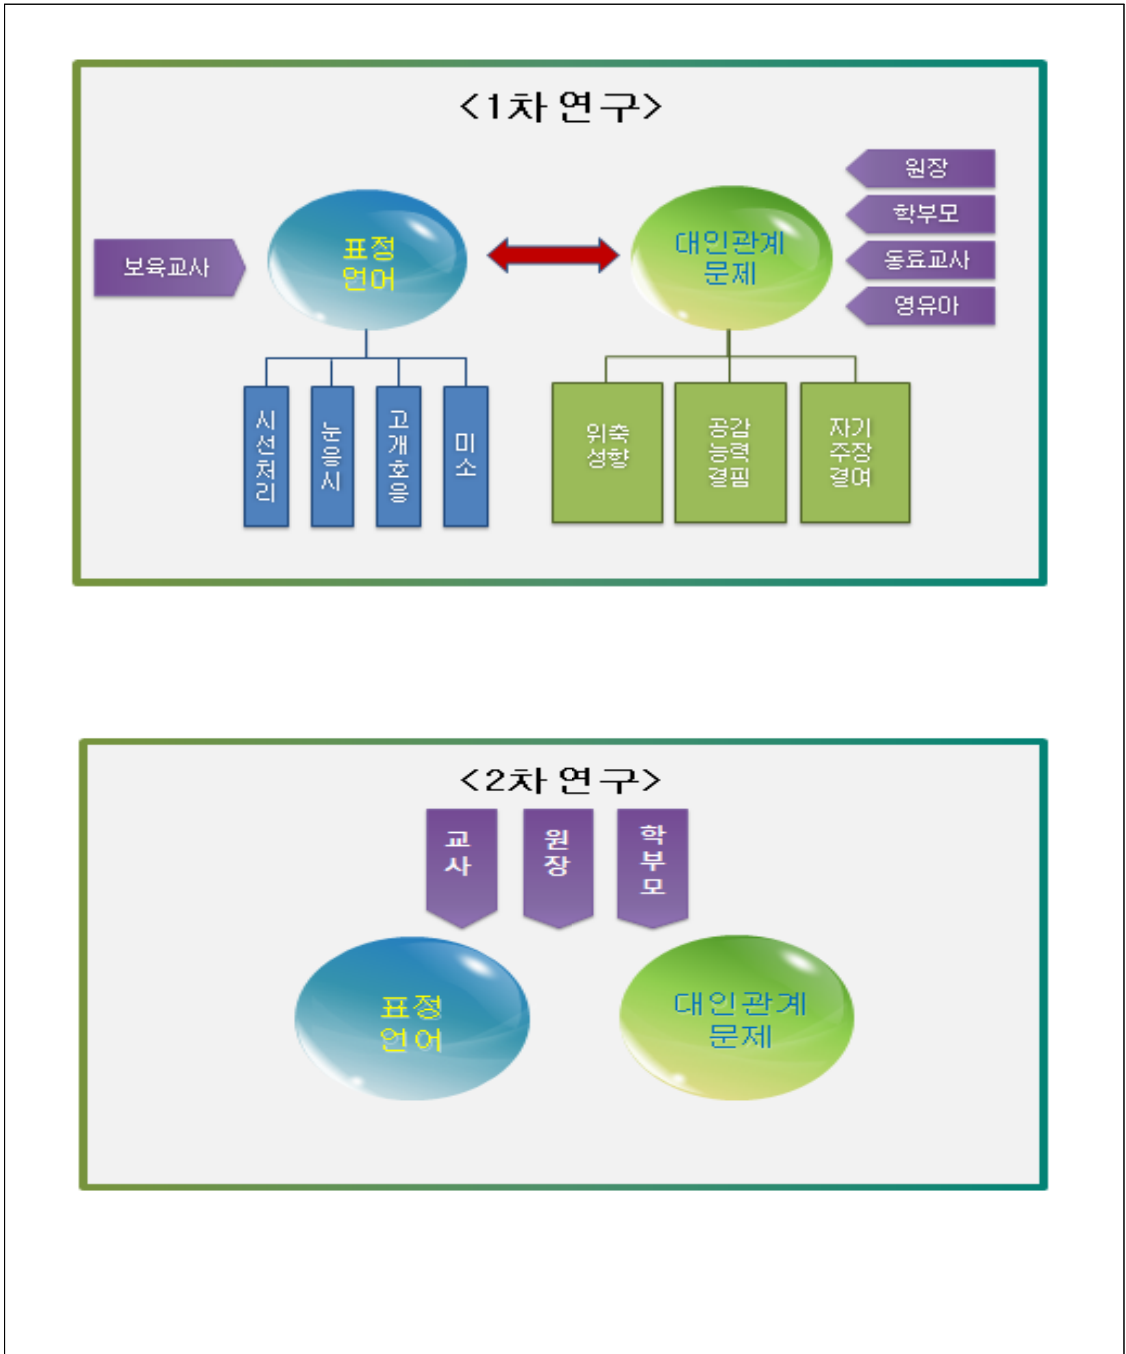 <1차 연구>
보육교사
표정
언어
대인관계
문제
원장
학부모
동료교사
영유아
시선처리
눈응시
고개호응
미소
위축
성향
공감
능력
결핍
자기
주장
결여
<2차 연구>
교사
원장
학부모
표정
언어
대인관계
문제